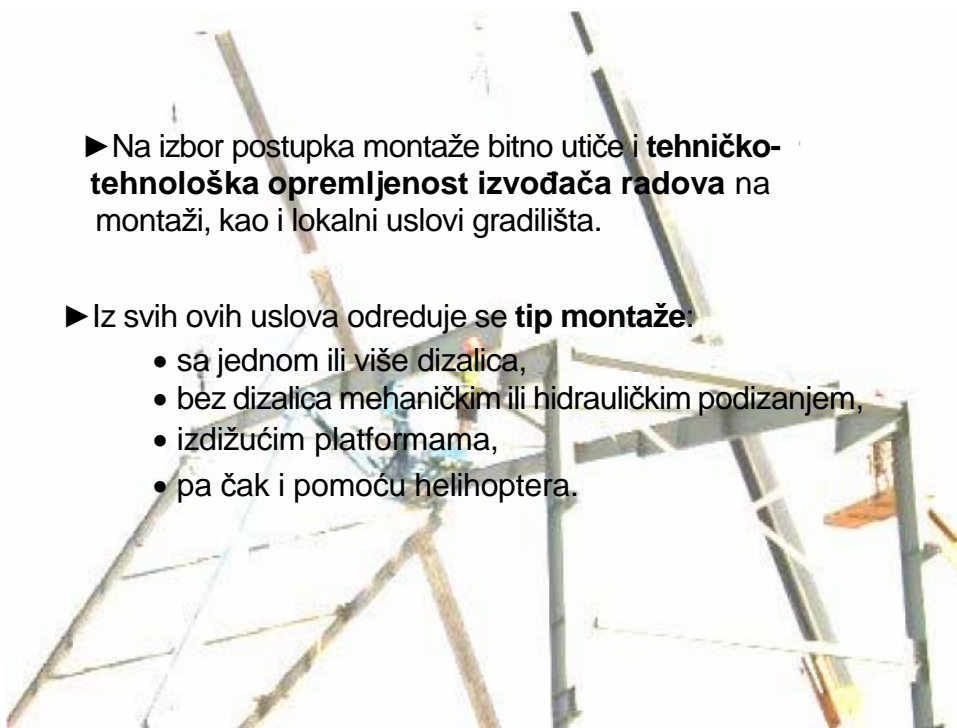 ►Na izbor postupka montaže bitno utiče i tehničko-
tehnološka opremljenost izvođača radova na
montaži, kao i lokalni uslovi gradilišta.
►Iz svih ovih uslova odreduje se tip montaže:
• sa jednom ili više dizalica,
• bez dizalica mehaničkim ili hidrauličkim podizanjem,
• izdižućim platformama,
• pa čak i pomoću helihoptera.